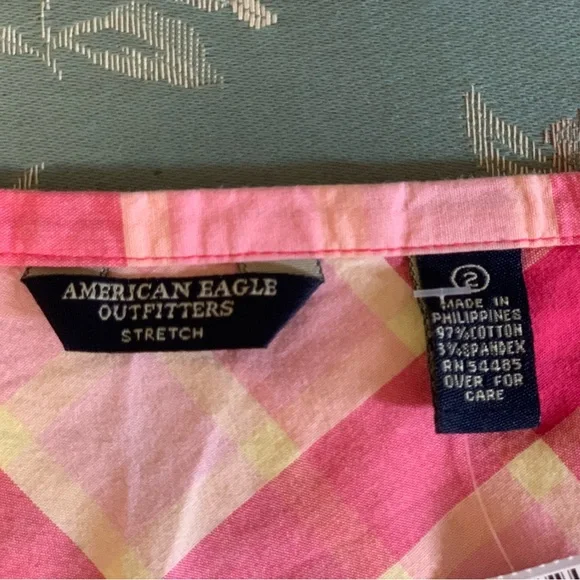 AMERICAN EAGLE
OUTFITTERS
STRETCH
2
MADE IN
PHILIPPINES
97%COTTON
3%SPANDEX
RN 54485
OVER FOR
CARE